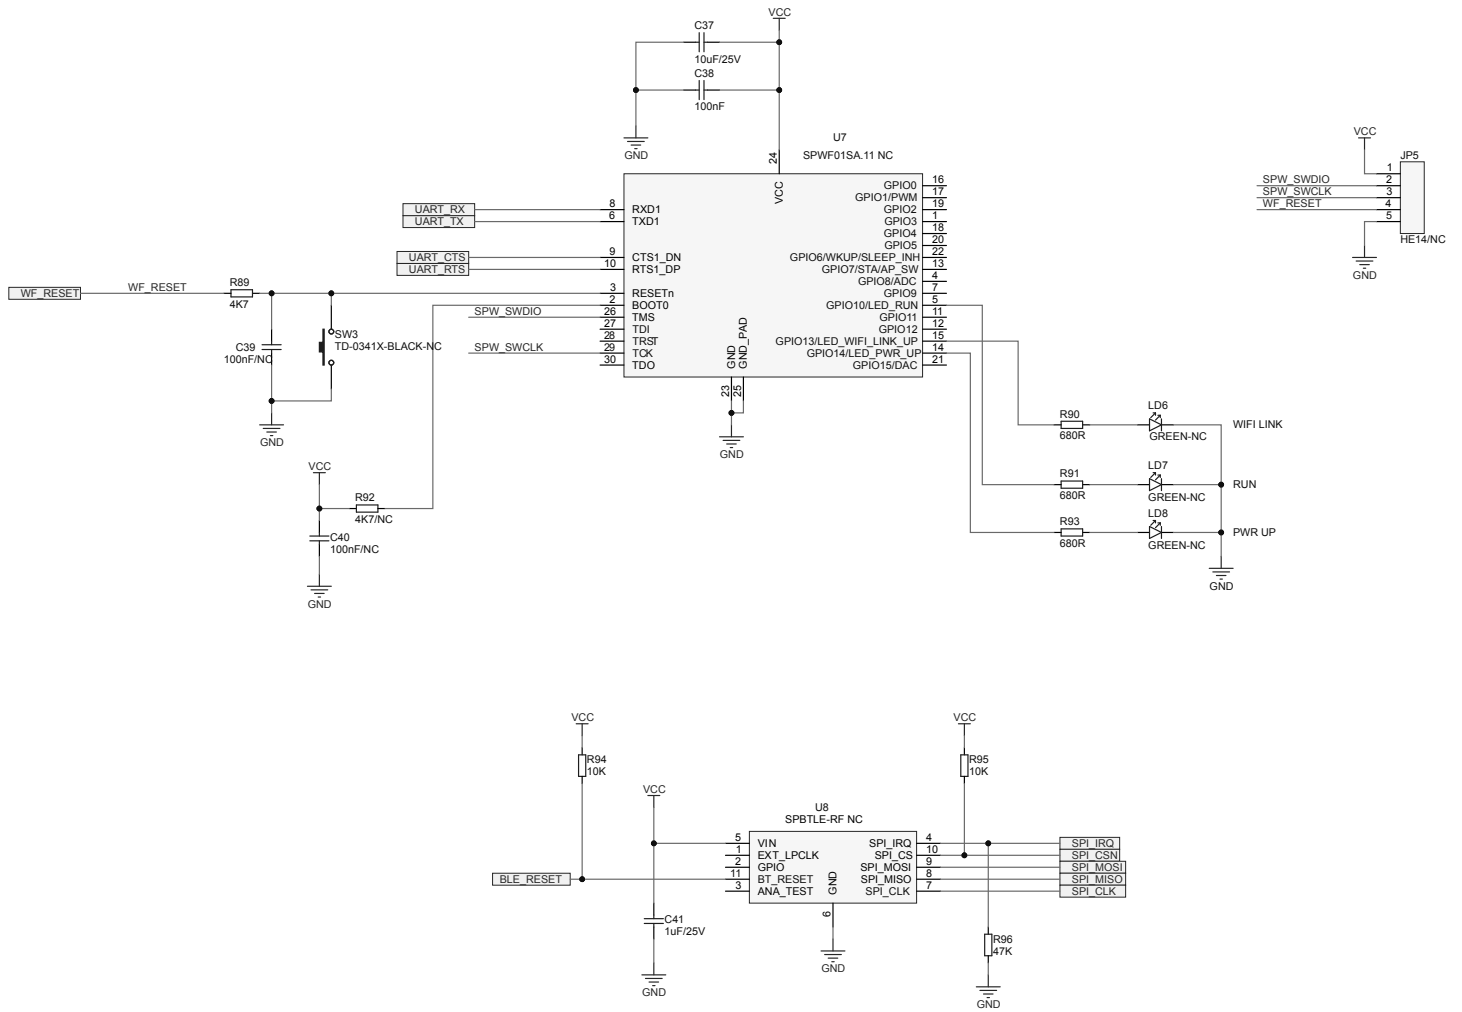 VCC
C37
10uF/25V
C38
100nF
GND
U7
SPWF01SA.11 NC
24
VCC
UART_RX
UART_TX
UART_CTS
UART_RTS
8 RXD1
6 TXD1
9 CTS1_DN
10 RTS1_DP
3 RESETn
2 BOOT0
26 TMS
27 TDI
28 TRST
29 TCK
30 TDO
SPW_SWDIO
SPW_SWCLK
GPIO0 16
GPIO1/PWM 17
GPIO2 19
GPIO3 1
GPIO4 18
GPIO5 20
GPIO6/WKUP/SLEEP_INH 22
GPIO7/STA/AP_SW 13
GPIO8/ADC 4
GPIO9 7
GPIO10/LED_RUN 5
GPIO11 11
GPIO12 12
GPIO13/LED_WIFI_LINK_UP 15
GPIO14/LED_PWR_UP 14
GPIO15/DAC 21
GND
GND_PAD
23
25
GND
VCC
JP5
1
SPW_SWDIO 2
SPW_SWCLK 3
WF_RESET 4
5
HE14/NC
GND
WF_RESET
WF_RESET
R89
4K7
C39
100nF/NC
SW3
TD-0341X-BLACK-NC
GND
VCC
R92
4K7/NC
C40
100nF/NC
GND
R90
680R
LD6
GREEN-NC
WIFI LINK
R91
680R
LD7
GREEN-NC
RUN
R93
680R
LD8
GREEN-NC
PWR UP
GND
VCC
R94
10K
VCC
R95
10K
VCC
U8
SPBTLE-RF NC
BLE_RESET
5 VIN
1 EXT_LPCLK
2 GPIO
11 BT_RESET
3 ANA_TEST
SPI_IRQ 4
SPI_CS 10
SPI_MOSI 9
SPI_MISO 8
SPI_CLK 7
GND
6
GND
SPI_IRQ
SPI_CSN
SPI_MOSI
SPI_MISO
SPI_CLK
C41
1uF/25V
GND
R96
47K
GND